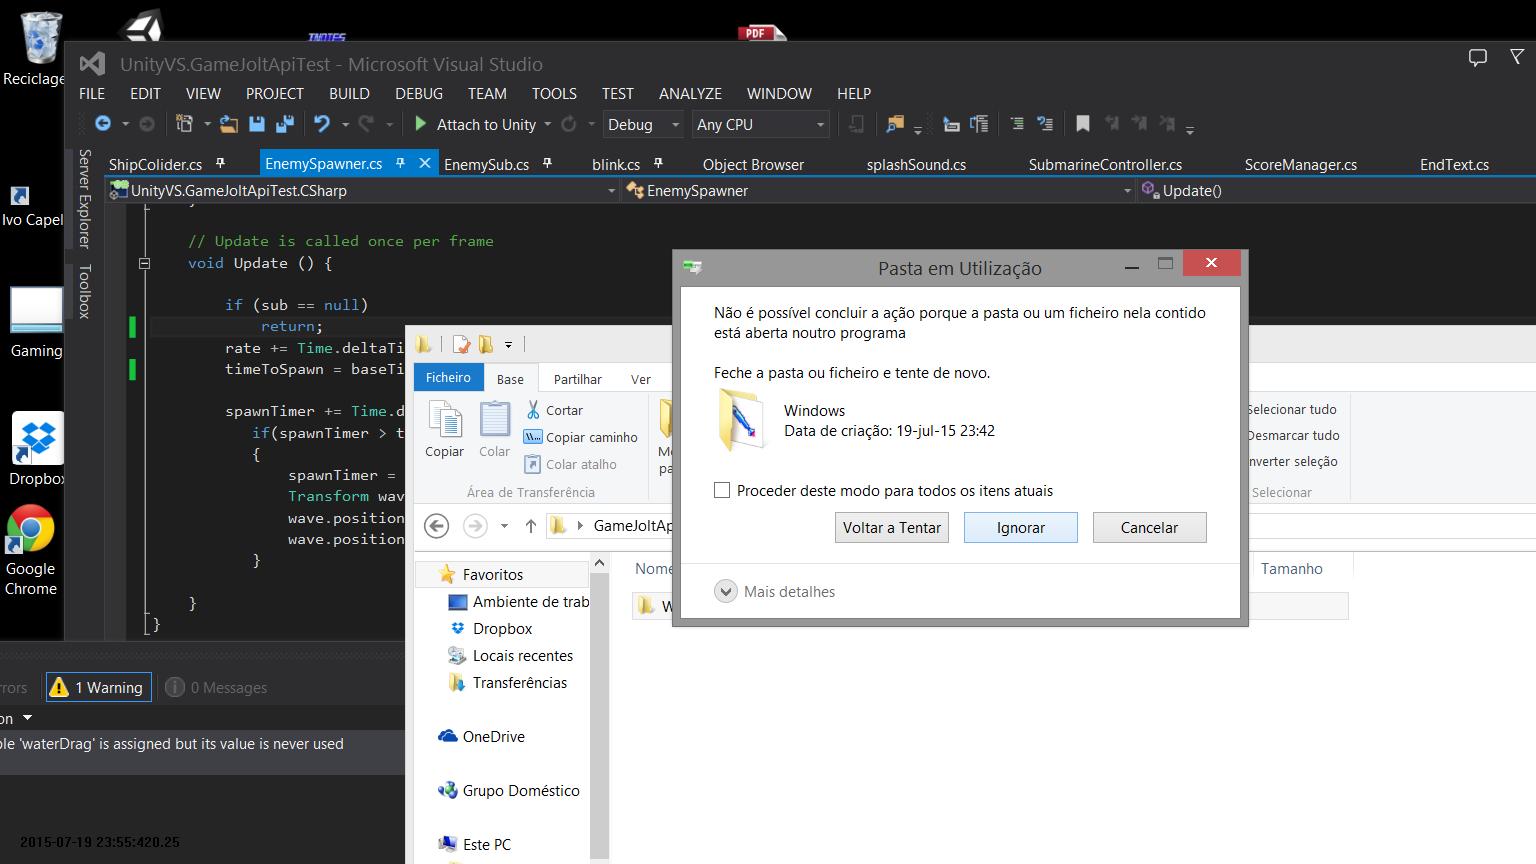 PDF
Reciclage
Ivo Capel
Gaming
Dropbox
Google
Chrome
UnityVS.GameJoltApiTest - Microsoft Visual Studio
FILE EDIT VIEW PROJECT BUILD DEBUG TEAM TOOLS TEST ANALYZE WINDOW HELP
Attach to Unity Debug Any CPU
Server Explorer
Toolbox
ShipColider.cs EnemySpawner.cs EnemySub.cs blink.cs Object Browser splashSound.cs SubmarineController.cs ScoreManager.cs EndText.cs
UnityVS.GameJoltApiTest.CSharp EnemySpawner Update()
// Update is called once per frame
void Update () {
if (sub == null)
return;
rate += Time.deltaTi
timeToSpawn = baseTi
spawnTimer += Time.d
if(spawnTimer > t
{
spawnTimer =
Transform wav
wave.position
wave.position
}
}
}
rors 1 Warning 0 Messages
on
ble 'waterDrag' is assigned but its value is never used
2015-07-19 23:55:420.25
Ficheiro Base Partilhar Ver
Copiar
Colar
Cortar
Copiar caminho
Colar atalho
Área de Transferência
Selecionar tudo
Desmarcar tudo
Inverter seleção
Selecionar
GameJoltAp
Nome Tamanho
W
Favoritos
Ambiente de trab
Dropbox
Locais recentes
Transferências
OneDrive
Grupo Doméstico
Este PC
Pasta em Utilização
Não é possível concluir a ação porque a pasta ou um ficheiro nela contido
está aberta noutro programa
Feche a pasta ou ficheiro e tente de novo.
Windows
Data de criação: 19-jul-15 23:42
Proceder deste modo para todos os itens atuais
Voltar a Tentar Ignorar Cancelar
Mais detalhes